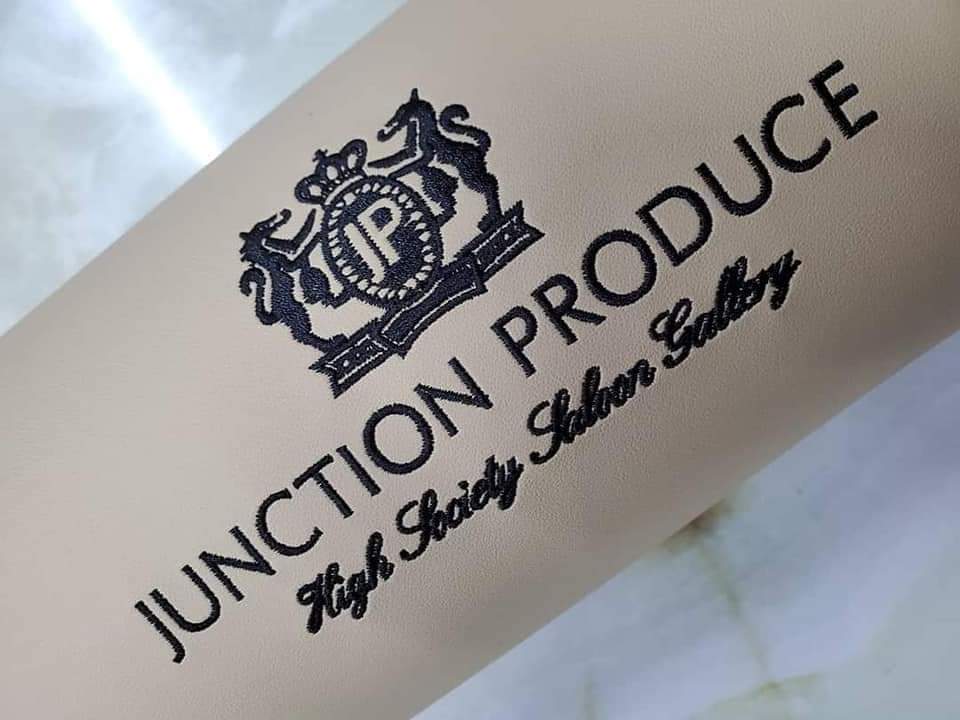 JP
JUNCTION PRODUCE
High Society Saloon Gallery